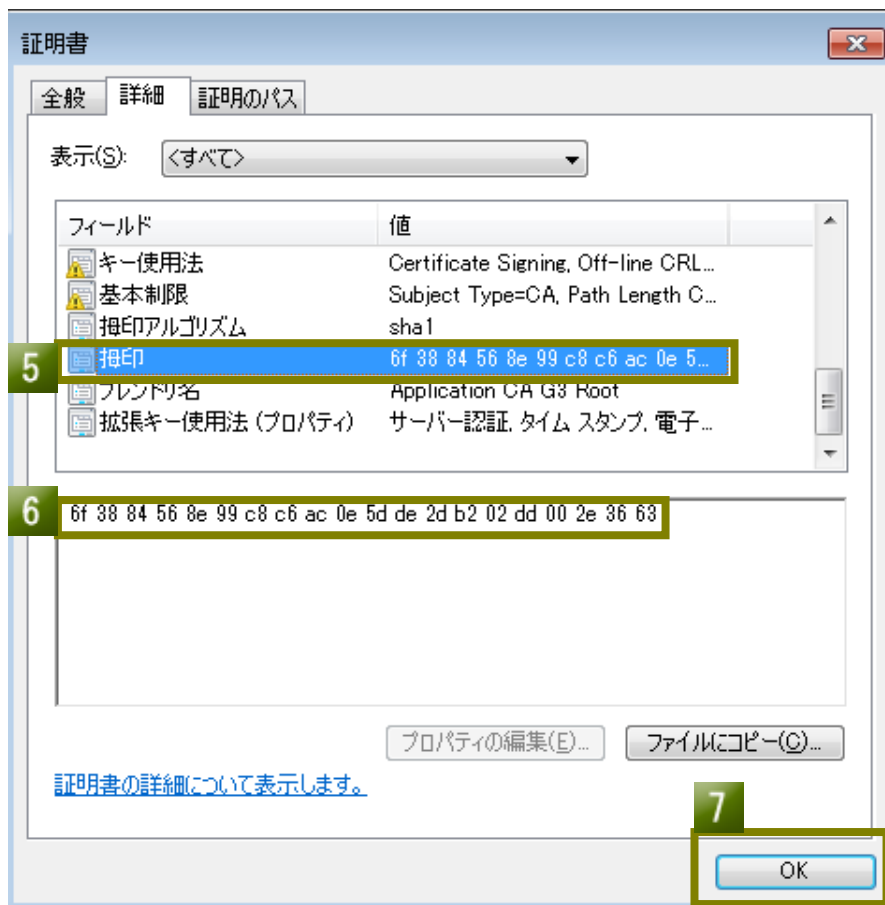 証明書
全般 詳細 証明のパス
表示(S): <すべて>
フィールド 値
キー使用法 Certificate Signing, Off-line CRL...
基本制限 Subject Type=CA, Path Length C...
拇印アルゴリズム sha1
5 拇印 6f 38 84 56 8e 99 c8 c6 ac 0e 5...
フレンドリ名 Application CA G3 Root
拡張キー使用法 (プロパティ) サーバー認証, タイム スタンプ, 電子...
6 6f 38 84 56 8e 99 c8 c6 ac 0e 5d de 2d b2 02 dd 00 2e 36 63
プロパティの編集(E)... ファイルにコピー(C)...
証明書の詳細について表示します。
7
OK